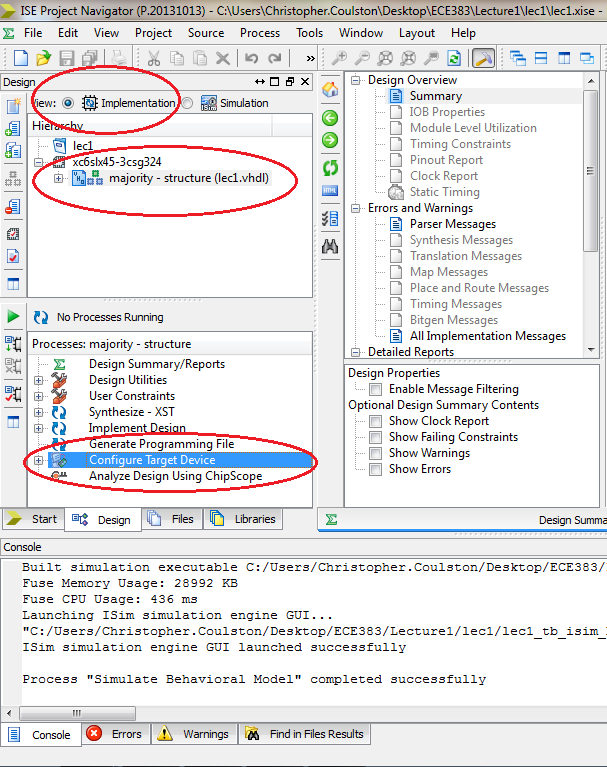 ISE Project Navigator (P.20131013) - C:\Users\Christopher.Coulston\Desktop\ECE383\Lecture1\lec1\lec1.xise -
File Edit View Project Source Process Tools Window Layout Help
Design
View: Implementation Simulation
Hierarchy
lec1
xc6slx45-3csg324
majority - structure (lec1.vhdl)
No Processes Running
Processes: majority - structure
Design Summary/Reports
Design Utilities
User Constraints
Synthesize - XST
Implement Design
Generate Programming File
Configure Target Device
Analyze Design Using ChipScope
Start Design Files Libraries
Design Overview
Summary
IOB Properties
Module Level Utilization
Timing Constraints
Pinout Report
Clock Report
Static Timing
Errors and Warnings
Parser Messages
Synthesis Messages
Translation Messages
Map Messages
Place and Route Messages
Timing Messages
Bitgen Messages
All Implementation Messages
Detailed Reports
Design Properties
Enable Message Filtering
Optional Design Summary Contents
Show Clock Report
Show Failing Constraints
Show Warnings
Show Errors
Design Summa
Console
Built simulation executable C:/Users/Christopher.Coulston/Desktop/ECE383/
Fuse Memory Usage: 28992 KB
Fuse CPU Usage: 436 ms
Launching ISim simulation engine GUI...
"C:/Users/Christopher.Coulston/Desktop/ECE383/Lecture1/lec1/lec1_tb_isim_
ISim simulation engine GUI launched successfully
Process "Simulate Behavioral Model" completed successfully
Console Errors Warnings Find in Files Results